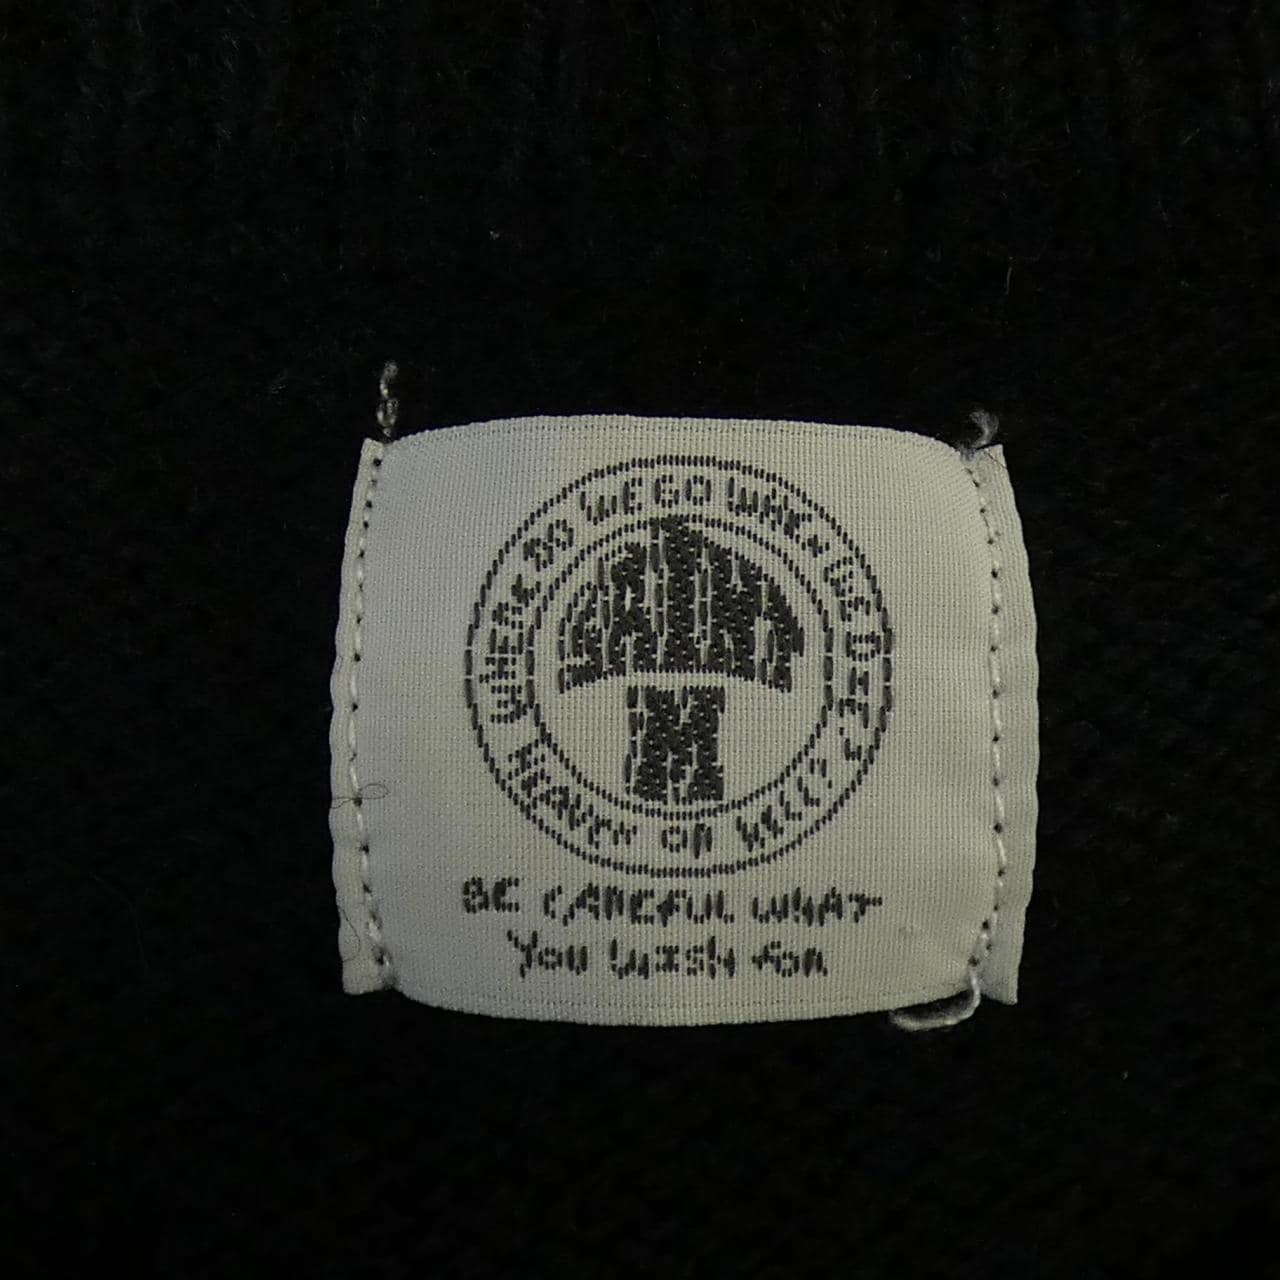 WHERE DO WE GO WHEN WE DIE?
HEAVEN OR HELL?
SAINT
M
BE CAREFUL WHAT
YOU WISH FOR